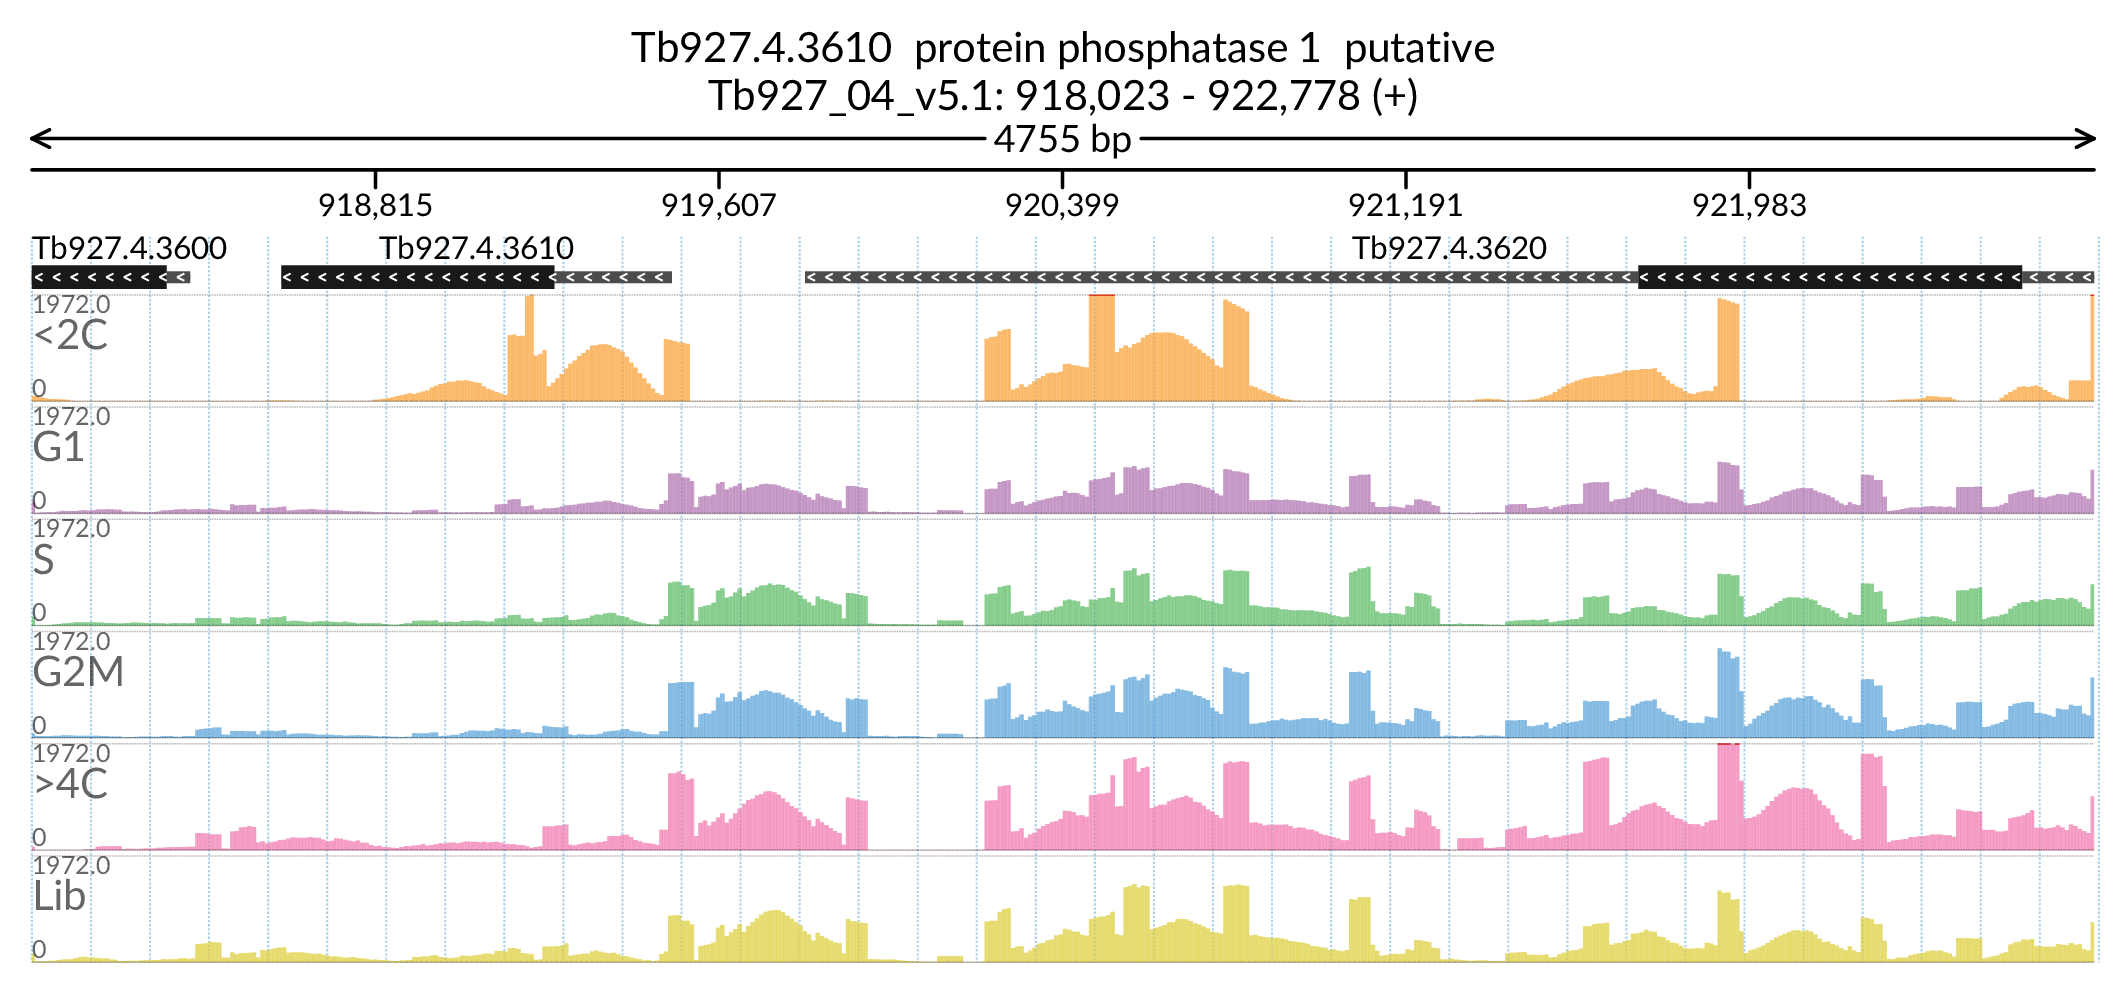 Tb927.4.3610  protein phosphatase 1  putative
Tb927_04_v5.1: 918,023 - 922,778 (+)
4755 bp
918,815 919,607 920,399 921,191 921,983
Tb927.4.3600 Tb927.4.3610 Tb927.4.3620
1972.0
<2C
0
1972.0
G1
0
1972.0
S
0
1972.0
G2M
0
1972.0
>4C
0
1972.0
Lib
0